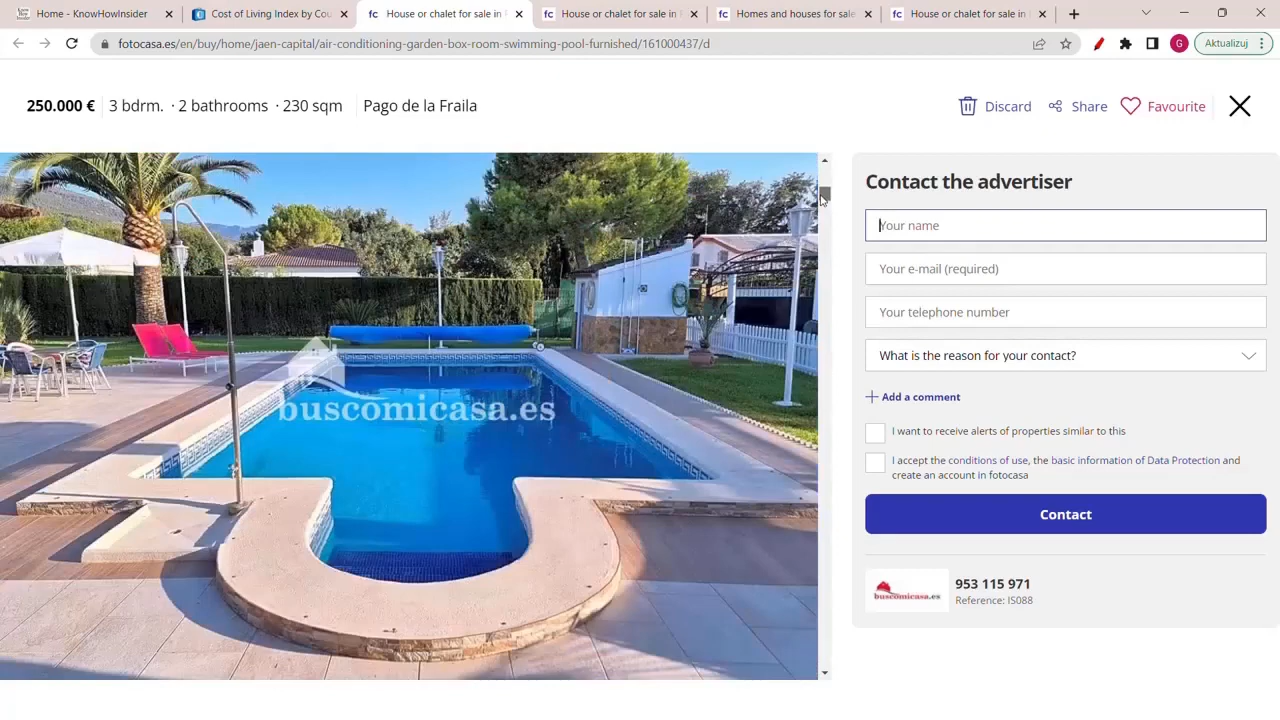 Home - KnowHowInsider
Cost of Living Index by Cou
fc House or chalet for sale in
fc House or chalet for sale in
fc Homes and houses for sale
fc House or chalet for sale in
fotocasa.es/en/buy/home/jaen-capital/air-conditioning-garden-box-room-swimming-pool-furnished/161000437/d
G
Aktualizuj
250.000 € 3 bdrm. · 2 bathrooms · 230 sqm Pago de la Fraila
Discard Share Favourite
buscomicasa.es
Contact the advertiser
Your name
Your e-mail (required)
Your telephone number
What is the reason for your contact?
Add a comment
I want to receive alerts of properties similar to this
I accept the conditions of use, the basic information of Data Protection and
create an account in fotocasa
Contact
buscomicasa.es
953 115 971
Reference: IS088